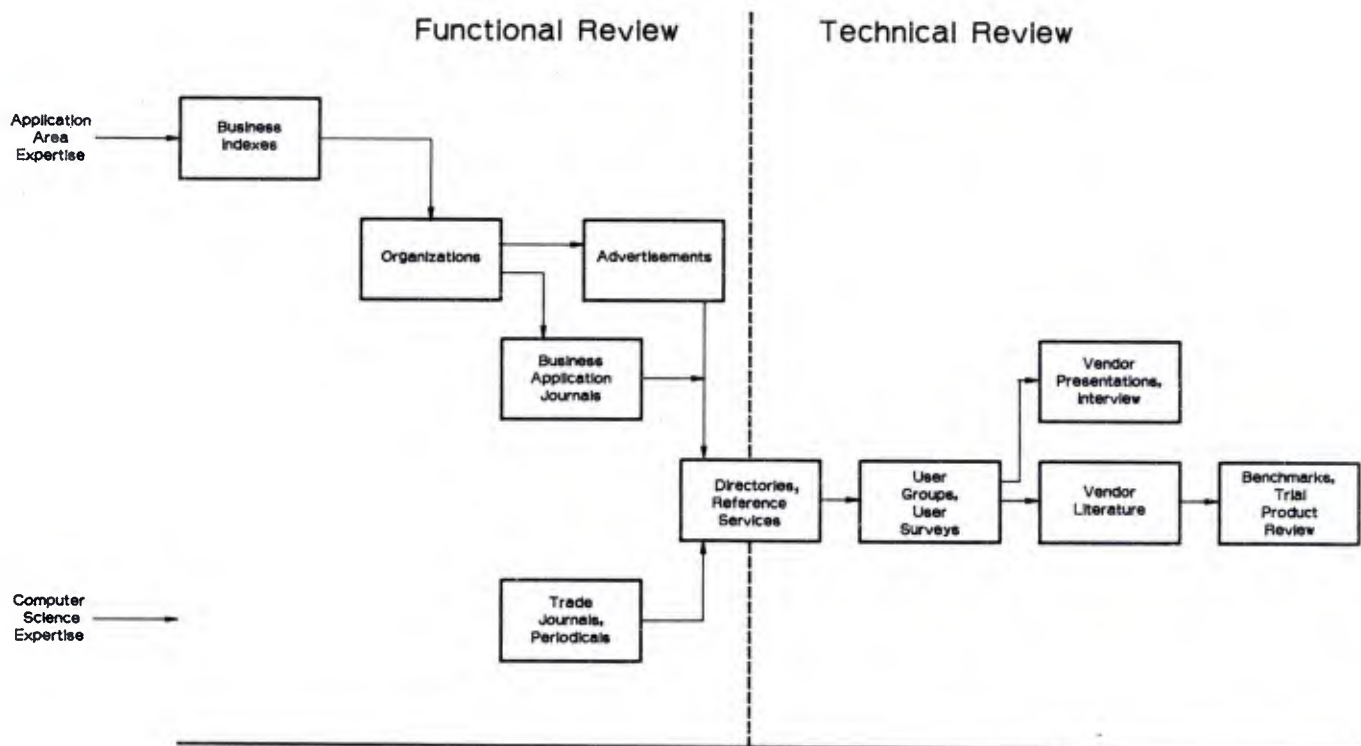 Functional Review
Technical Review
Application
Area
Expertise
Business
Indexes
Organizations
Advertisements
Business
Application
Journals
Vendor
Presentations,
Interview
Directories,
Reference
Services
User
Groups,
User
Surveys
Vendor
Literature
Benchmarks,
Trial
Product
Review
Computer
Science
Expertise
Trade
Journals,
Periodicals